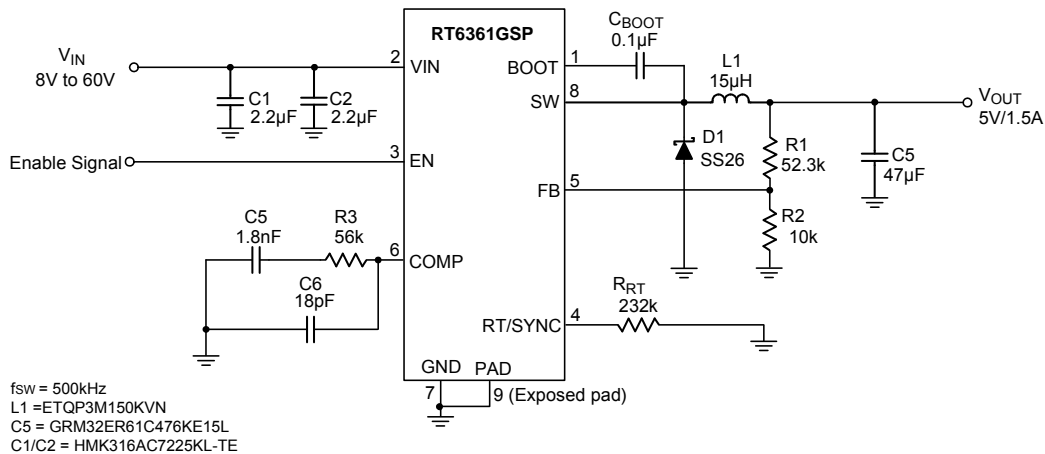 RT6361GSP
VIN
8V to 60V
C1
2.2µF
C2
2.2µF
2
VIN
Enable Signal
3
EN
C5
1.8nF
R3
56k
6
COMP
C6
18pF
CBOOT
0.1µF
1
BOOT
L1
15µH
8
SW
VOUT
5V/1.5A
D1
SS26
R1
52.3k
C5
47µF
5
FB
R2
10k
RRT
232k
4
RT/SYNC
GND
PAD
7
9 (Exposed pad)
fSW = 500kHz
L1 =ETQP3M150KVN
C5 = GRM32ER61C476KE15L
C1/C2 = HMK316AC7225KL-TE